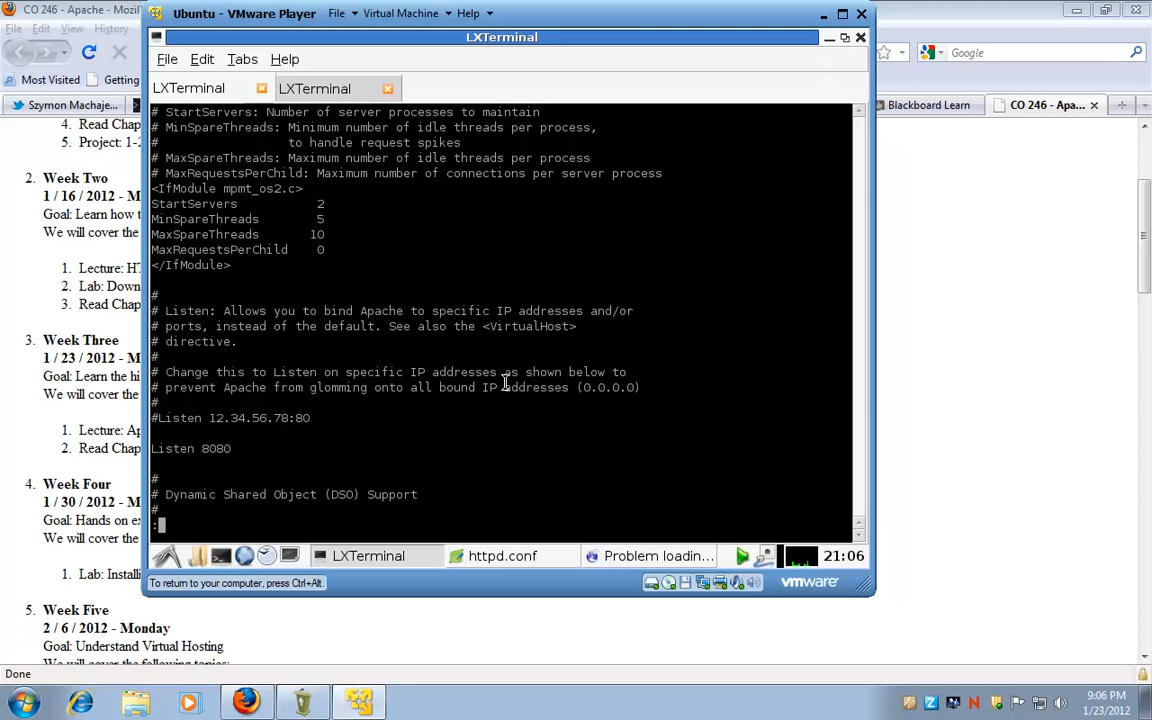 CO 246 - Apache - Mozil
Ubuntu - VMware Player File Virtual Machine Help
LXTerminal
File Edit View History
File Edit Tabs Help
Google
Most Visited Getting
LXTerminal LXTerminal
Szymon Machaje...
Blackboard Learn
CO 246 - Apa...
4. Read Chap
5. Project: 1-2
2. Week Two
1 / 16 / 2012 - M
Goal: Learn how t
We will cover the
1. Lecture: HT
2. Lab: Down
3. Read Chap
3. Week Three
1 / 23 / 2012 - M
Goal: Learn the hi
We will cover the
1. Lecture: Ap
2. Read Chap
4. Week Four
1 / 30 / 2012 - M
Goal: Hands on ex
We will cover the
1. Lab: Installi
5. Week Five
2 / 6 / 2012 - Monday
Goal: Understand Virtual Hosting
We will cover the following topics:
# StartServers: Number of server processes to maintain
# MinSpareThreads: Minimum number of idle threads per process,
# to handle request spikes
# MaxSpareThreads: Maximum number of idle threads per process
# MaxRequestsPerChild: Maximum number of connections per server process
<IfModule mpmt_os2.c>
StartServers 2
MinSpareThreads 5
MaxSpareThreads 10
MaxRequestsPerChild 0
</IfModule>
#
# Listen: Allows you to bind Apache to specific IP addresses and/or
# ports, instead of the default. See also the <VirtualHost>
# directive.
#
# Change this to Listen on specific IP addresses as shown below to
# prevent Apache from glomming onto all bound IP addresses (0.0.0.0)
#
#Listen 12.34.56.78:80
Listen 8080
#
# Dynamic Shared Object (DSO) Support
#
:
LXTerminal httpd.conf Problem loadin... 21:06
To return to your computer, press Ctrl+Alt.
vmware
Done
9:06 PM
1/23/2012